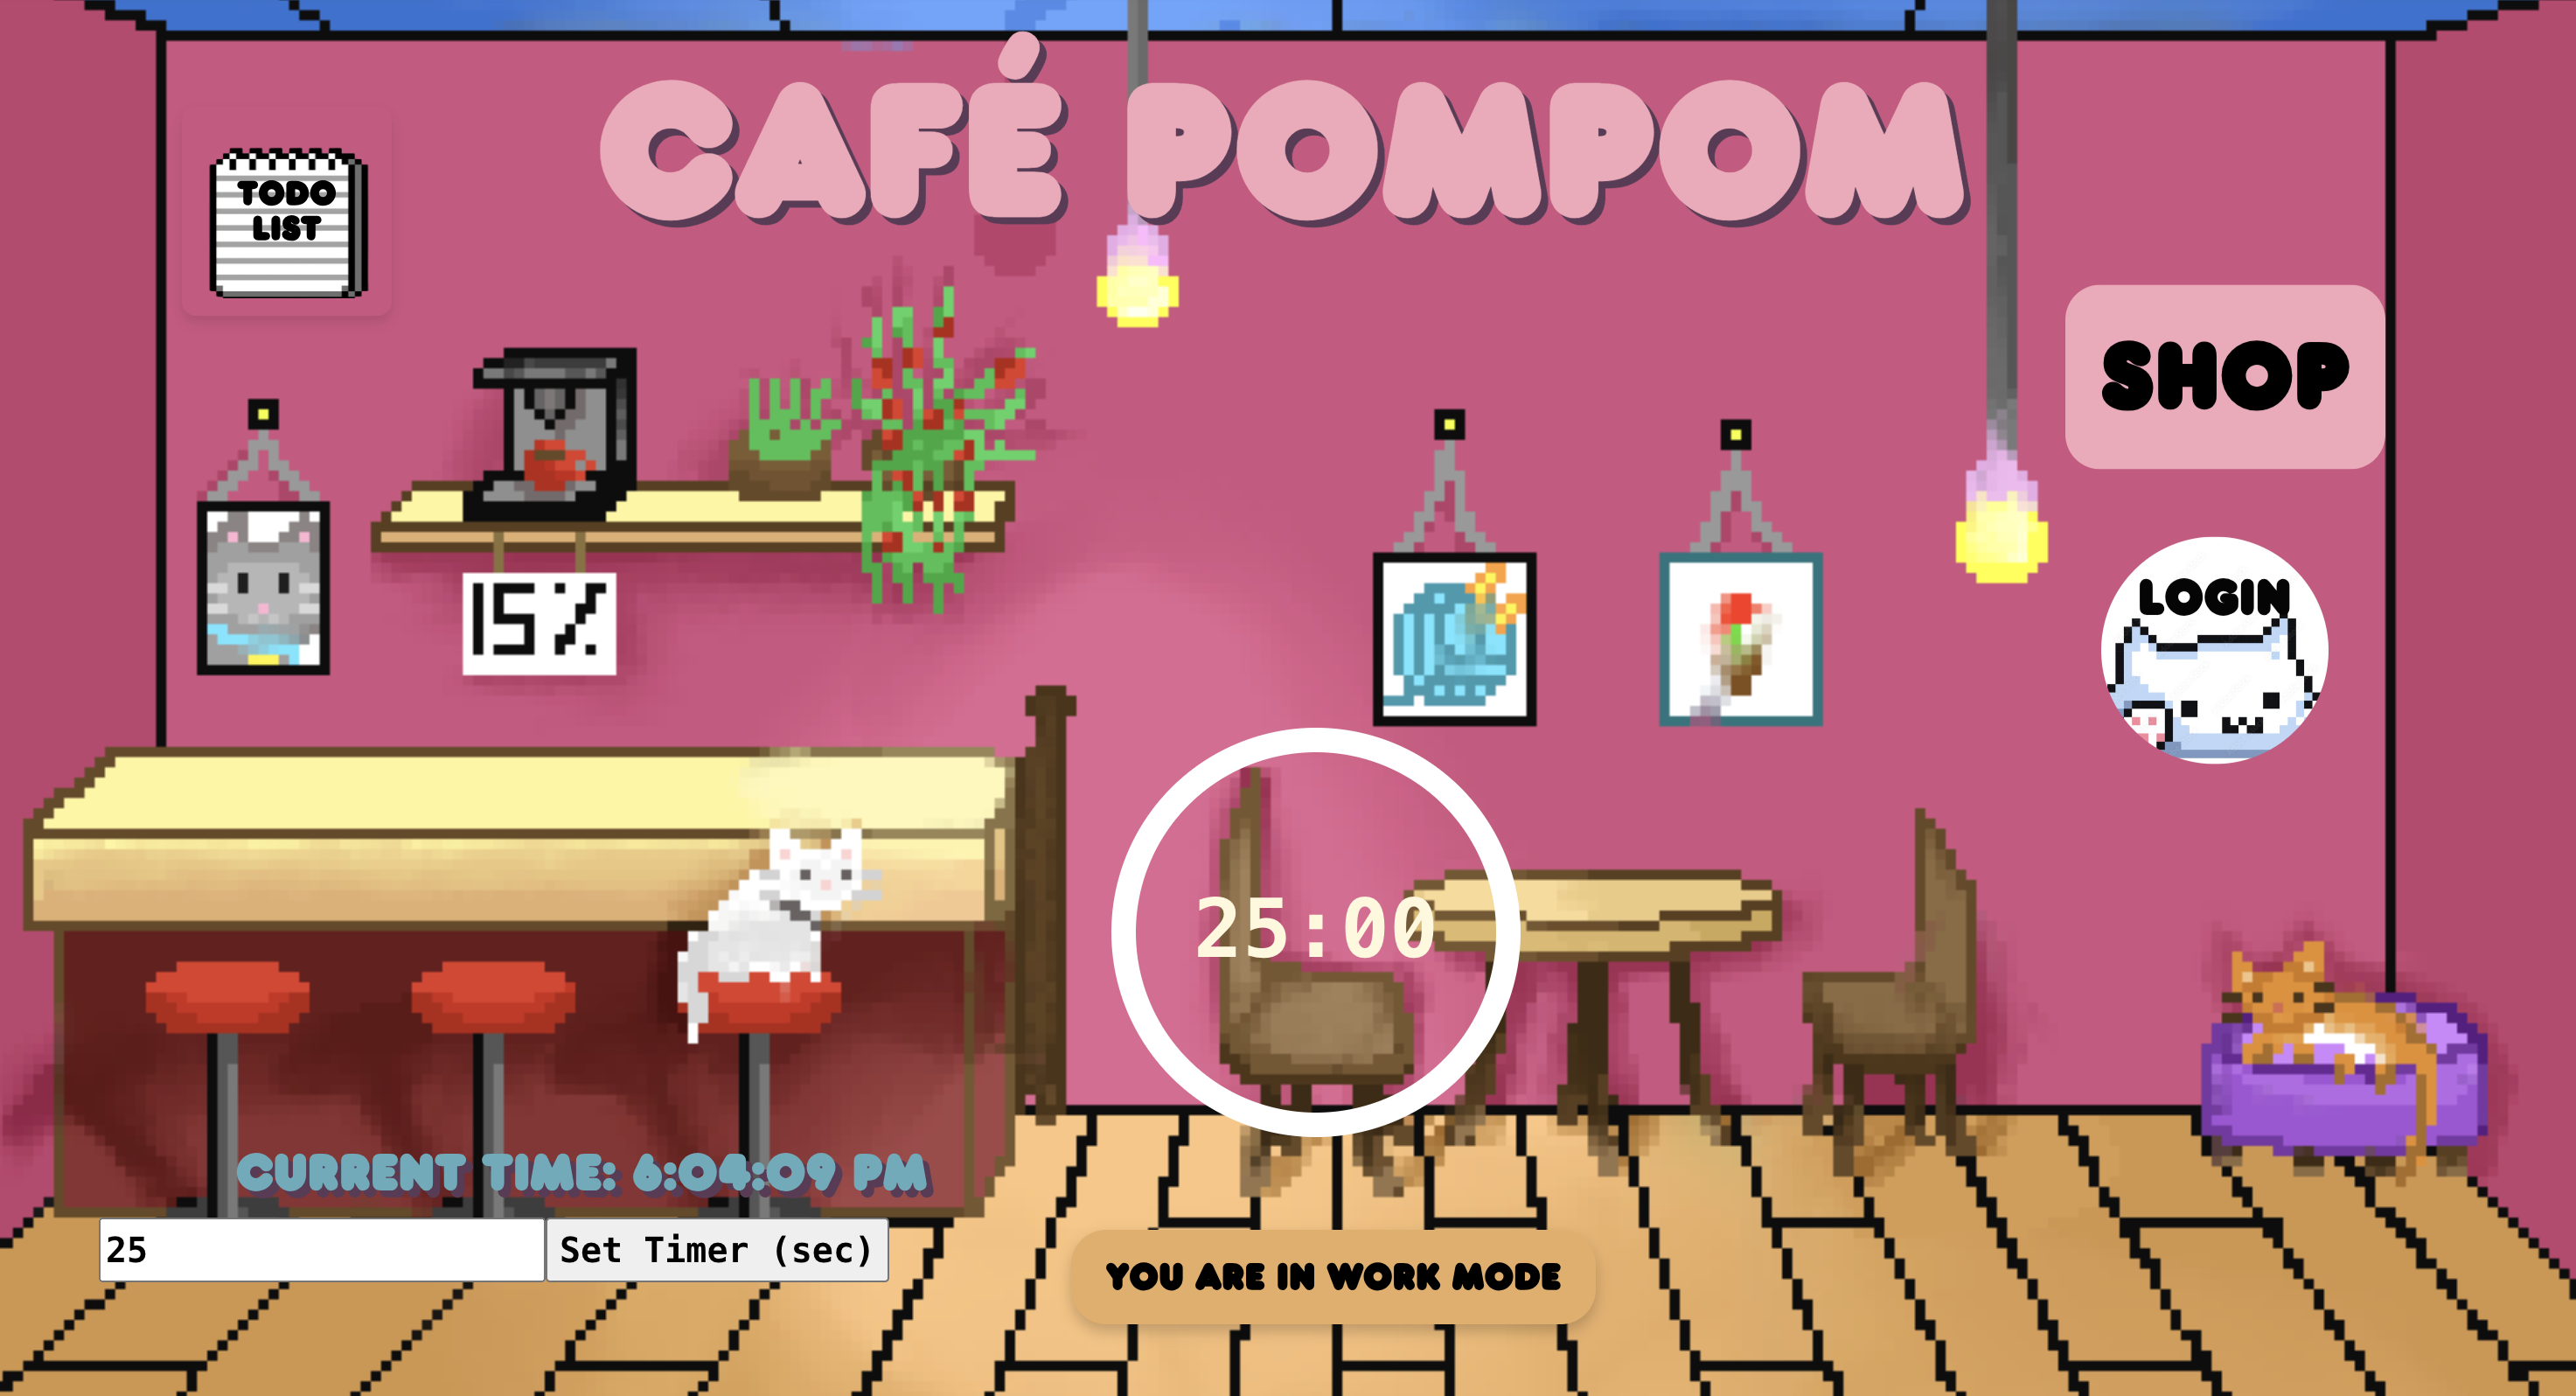 CAFÉ POMPOM
TODO
LIST
SHOP
15%
LOGIN
25:00
CURRENT TIME: 6:04:09 PM
25
Set Timer (sec)
YOU ARE IN WORK MODE